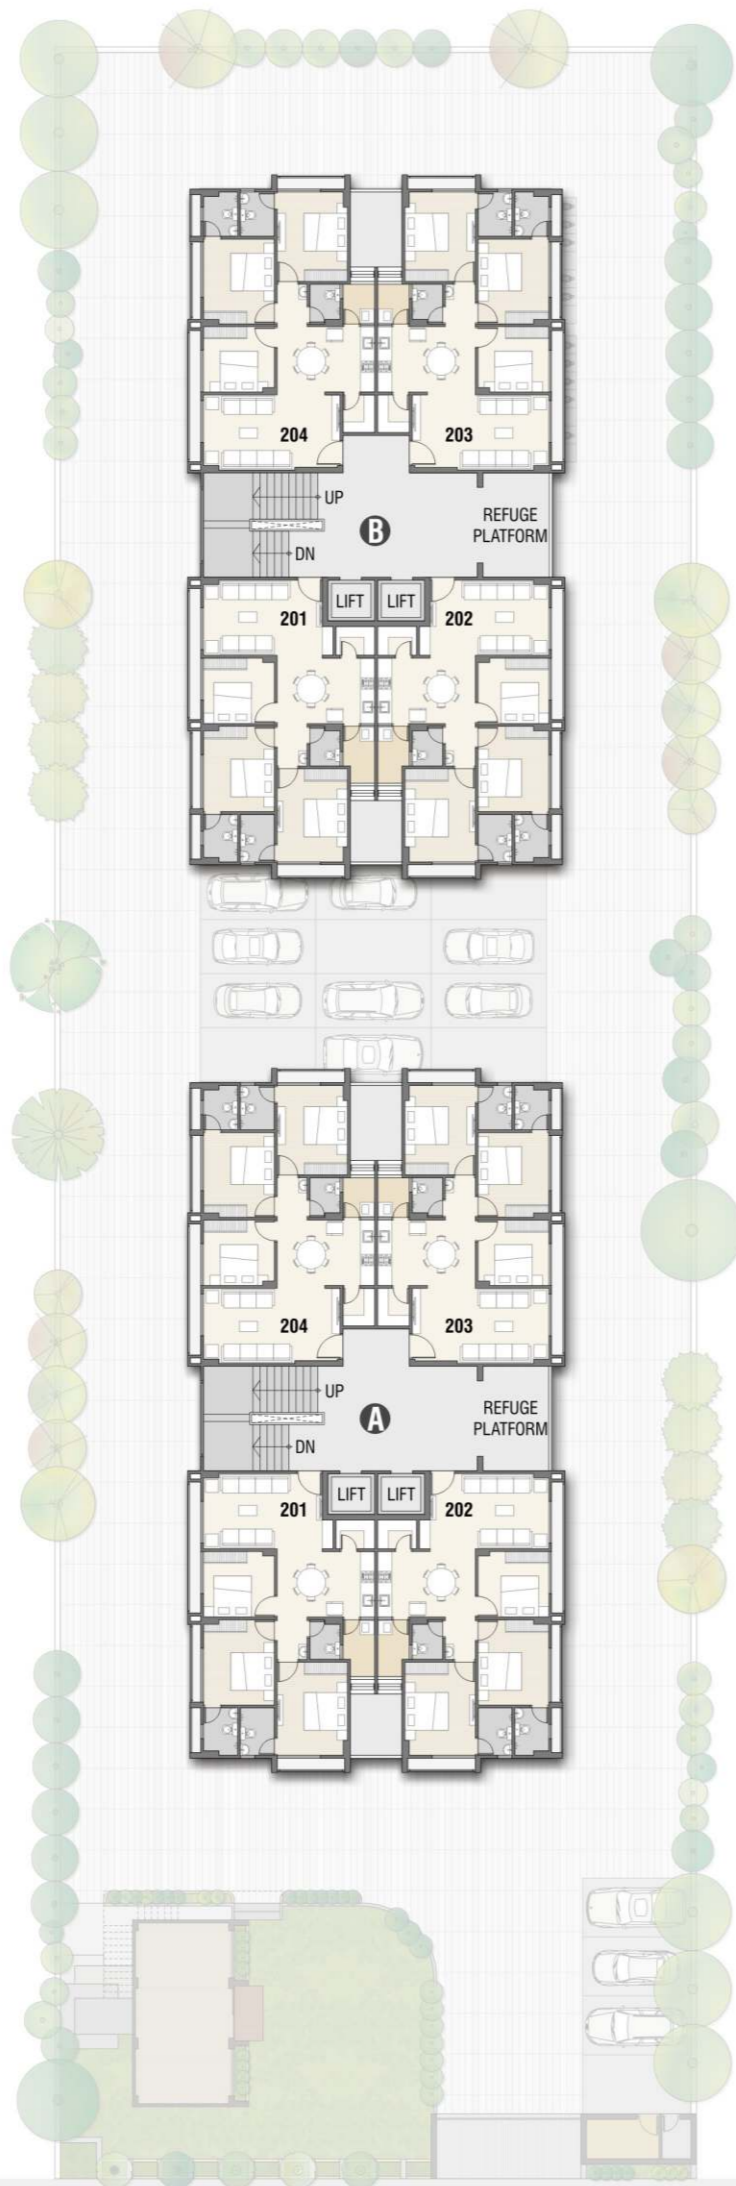 204
203
UP
B
REFUGE
PLATFORM
DN
LIFT
LIFT
201
202
204
203
UP
A
REFUGE
PLATFORM
DN
LIFT
LIFT
201
202